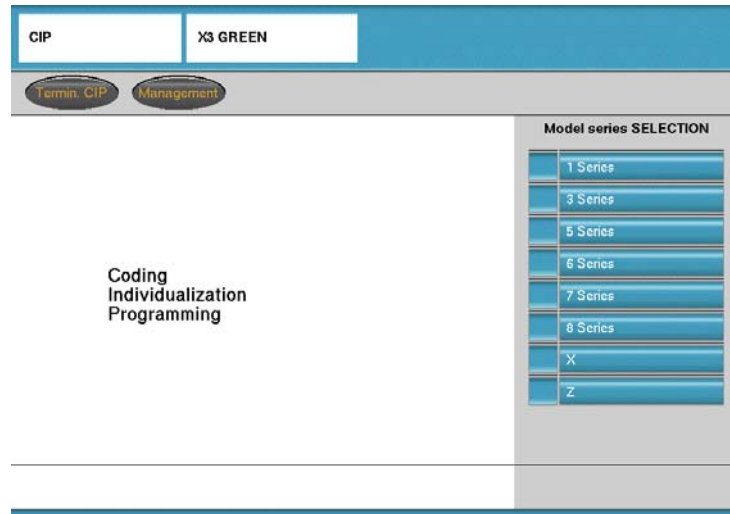 CIP
X3 GREEN
Termin. CIP
Management
Model series SELECTION
1 Series
3 Series
5 Series
6 Series
7 Series
8 Series
X
Z
Coding
Individualization
Programming